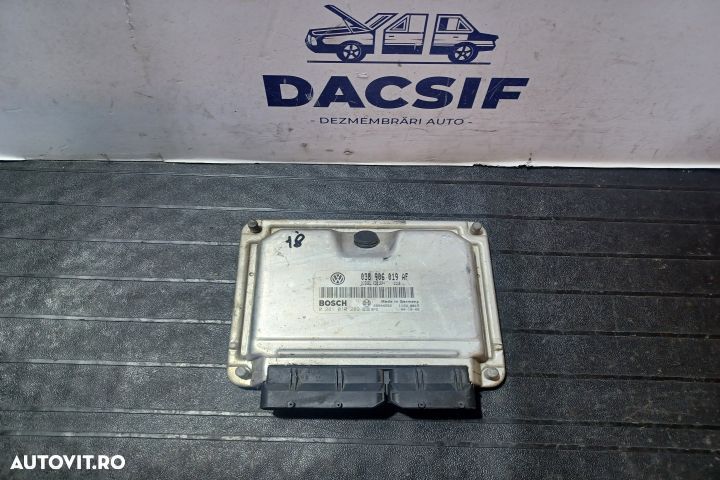 DACSIF
- DEZMEMBRĂRI AUTO -
18
038 906 019 AF
BOSCH
Made in Germany
AUTOVIT.RO